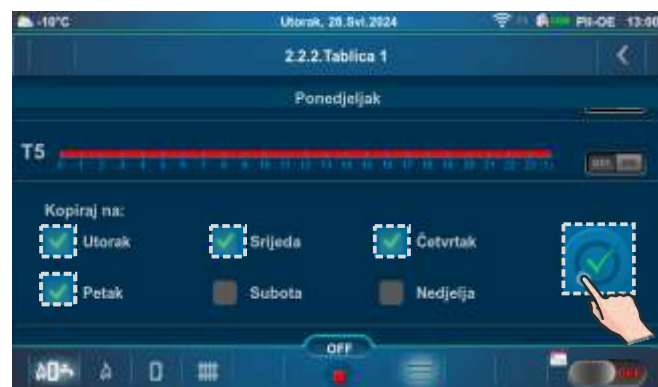 -10°C Utorak, 28.Svi.2024 PII-OE 13:00
2.2.2.Tablica 1
Ponedjeljak
T5
Kopiraj na:
Utorak Srijeda Četvrtak
Petak Subota Nedjelja
OFF
OFF